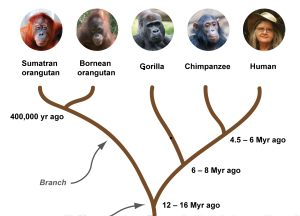 Sumatran Bornean
orangutan orangutan Gorilla Chimpanzee Human
400,000 yr ago
4.5 – 6 Myr ago
6 – 8 Myr ago
Branch
12 – 16 Myr ago